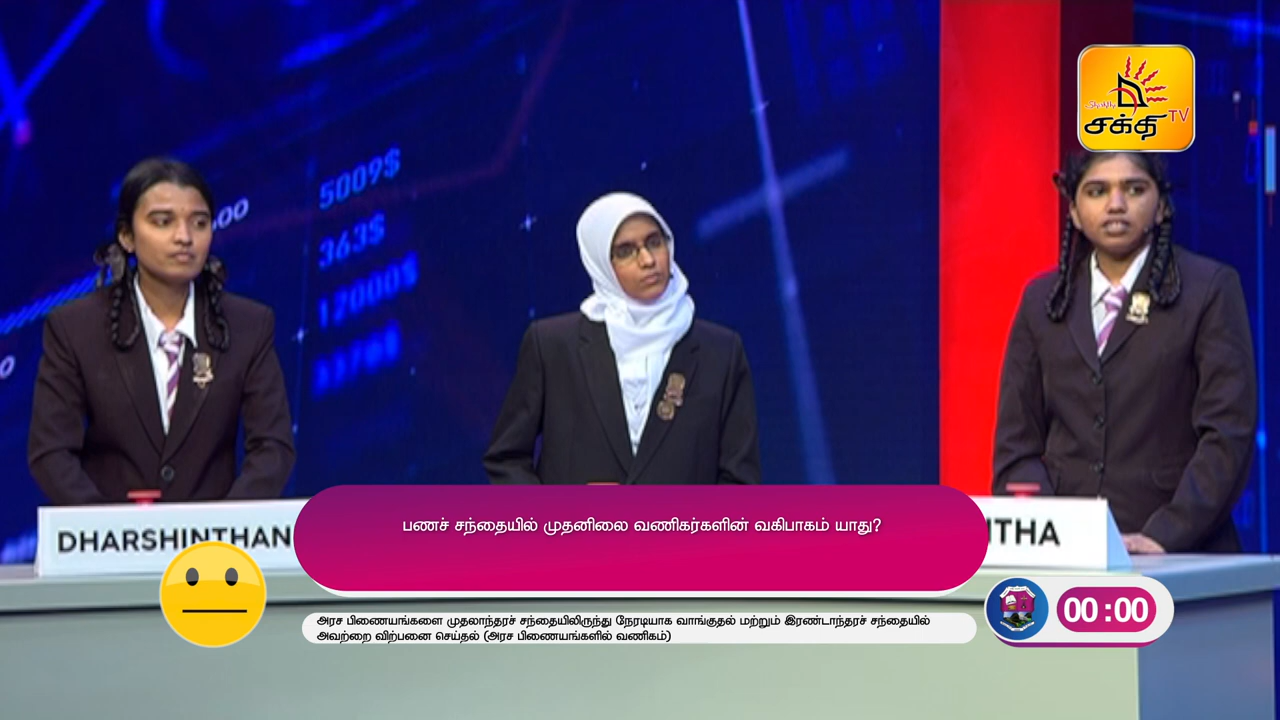 சக்தி TV
5009$
363$
12000$
DHARSHINTHAN
ITHA
பணச் சந்தையில் முதனிலை வணிகர்களின் வகிபாகம் யாது?
அரச பிணையங்களை முதலாந்தரச் சந்தையிலிருந்து நேரடியாக வாங்குதல் மற்றும் இரண்டாந்தரச் சந்தையில்
அவற்றை விற்பனை செய்தல் (அரச பிணையங்களில் வணிகம்)
00:00